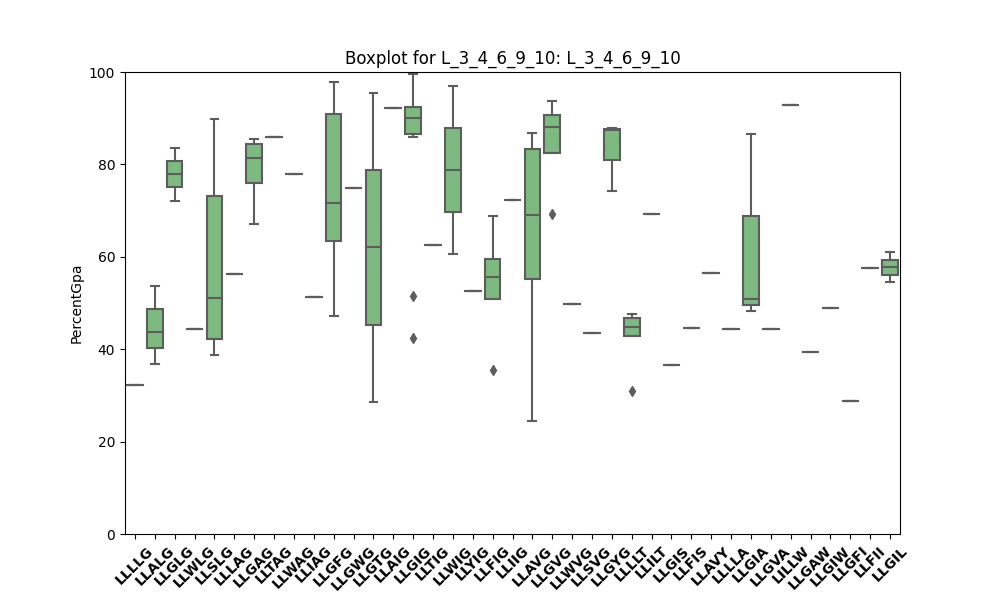 Boxplot for L_3_4_6_9_10: L_3_4_6_9_10
PercentGpa
100
80
60
40
20
0
LLLLG
LLALG
LLGLG
LLWLG
LLSLG
LLLAG
LLGAG
LLTAG
LLWAG
LLIAG
LLGFG
LLGWG
LLGTG
LLAIG
LLGIG
LLTIG
LLWIG
LLYIG
LLFIG
LLIIG
LLAVG
LLGVG
LLWVG
LLSVG
LLGYG
LLLLT
LLILT
LLGIS
LLFIS
LLAVY
LLLLA
LLGIA
LLGVA
LILLW
LLGAW
LLGIW
LLGFI
LLFII
LLGIL